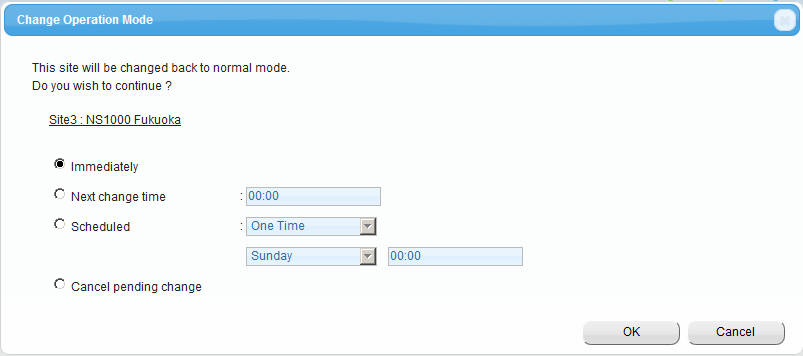 Change Operation Mode
This site will be changed back to normal mode.
Do you wish to continue ?
Site3 : NS1000 Fukuoka
Immediately
Next change time : 00:00
Scheduled : One Time
Sunday 00:00
Cancel pending change
OK Cancel